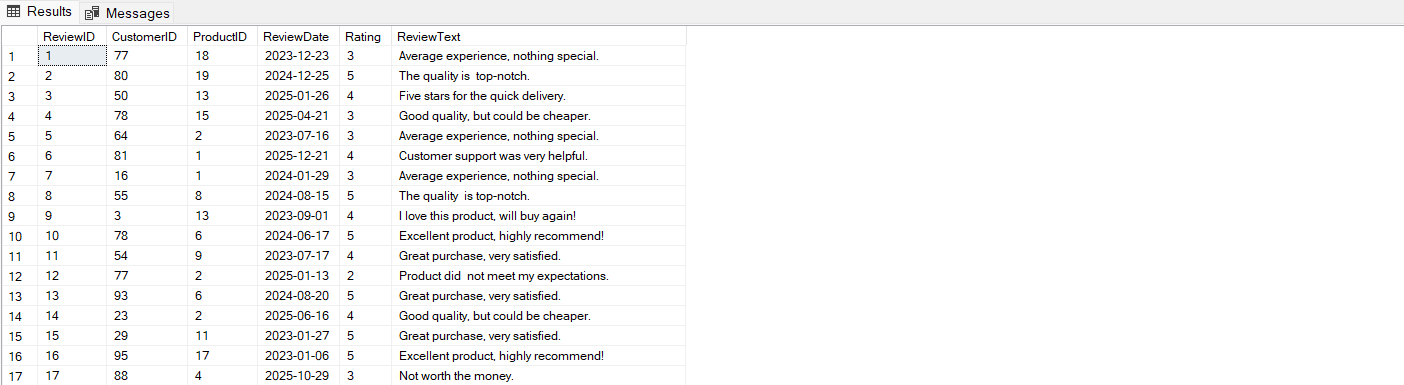 Results Messages
ReviewID CustomerID ProductID ReviewDate Rating ReviewText
1 1 77 18 2023-12-23 3 Average experience, nothing special.
2 2 80 19 2024-12-25 5 The quality is  top-notch.
3 3 50 13 2025-01-26 4 Five stars for the quick delivery.
4 4 78 15 2025-04-21 3 Good quality, but could be cheaper.
5 5 64 2 2023-07-16 3 Average experience, nothing special.
6 6 81 1 2025-12-21 4 Customer support was very helpful.
7 7 16 1 2024-01-29 3 Average experience, nothing special.
8 8 55 8 2024-08-15 5 The quality  is top-notch.
9 9 3 13 2023-09-01 4 I love this product, will buy again!
10 10 78 6 2024-06-17 5 Excellent product, highly recommend!
11 11 54 9 2023-07-17 4 Great purchase, very satisfied.
12 12 77 2 2025-01-13 2 Product did  not meet my expectations.
13 13 93 6 2024-08-20 5 Great purchase, very satisfied.
14 14 23 2 2025-06-16 4 Good quality, but could be cheaper.
15 15 29 11 2023-01-27 5 Great purchase, very satisfied.
16 16 95 17 2023-01-06 5 Excellent product, highly recommend!
17 17 88 4 2025-10-29 3 Not worth the money.